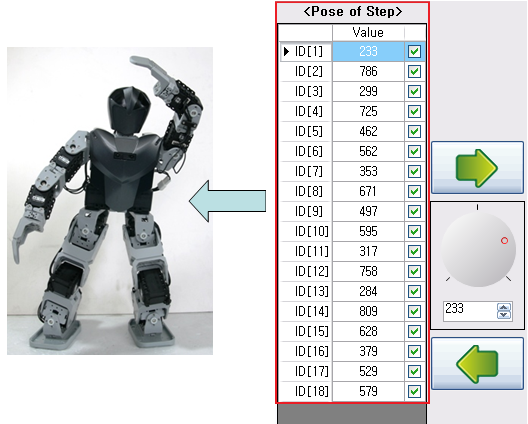 <Pose of Step>
Value
ID[1] 233
ID[2] 786
ID[3] 299
ID[4] 725
ID[5] 462
ID[6] 562
ID[7] 353
ID[8] 671
ID[9] 497
ID[10] 595
ID[11] 317
ID[12] 758
ID[13] 284
ID[14] 809
ID[15] 628
ID[16] 379
ID[17] 529
ID[18] 579
233